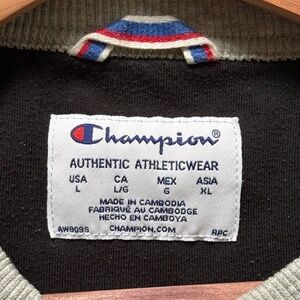 Champion®
AUTHENTIC ATHLETICWEAR
USA CA MEX ASIA
L L/G G XL
MADE IN CAMBODIA
FABRIQUÉ AU CAMBODGE
HECHO EN CAMBOYA
AW809S CHAMPION.COM RPC